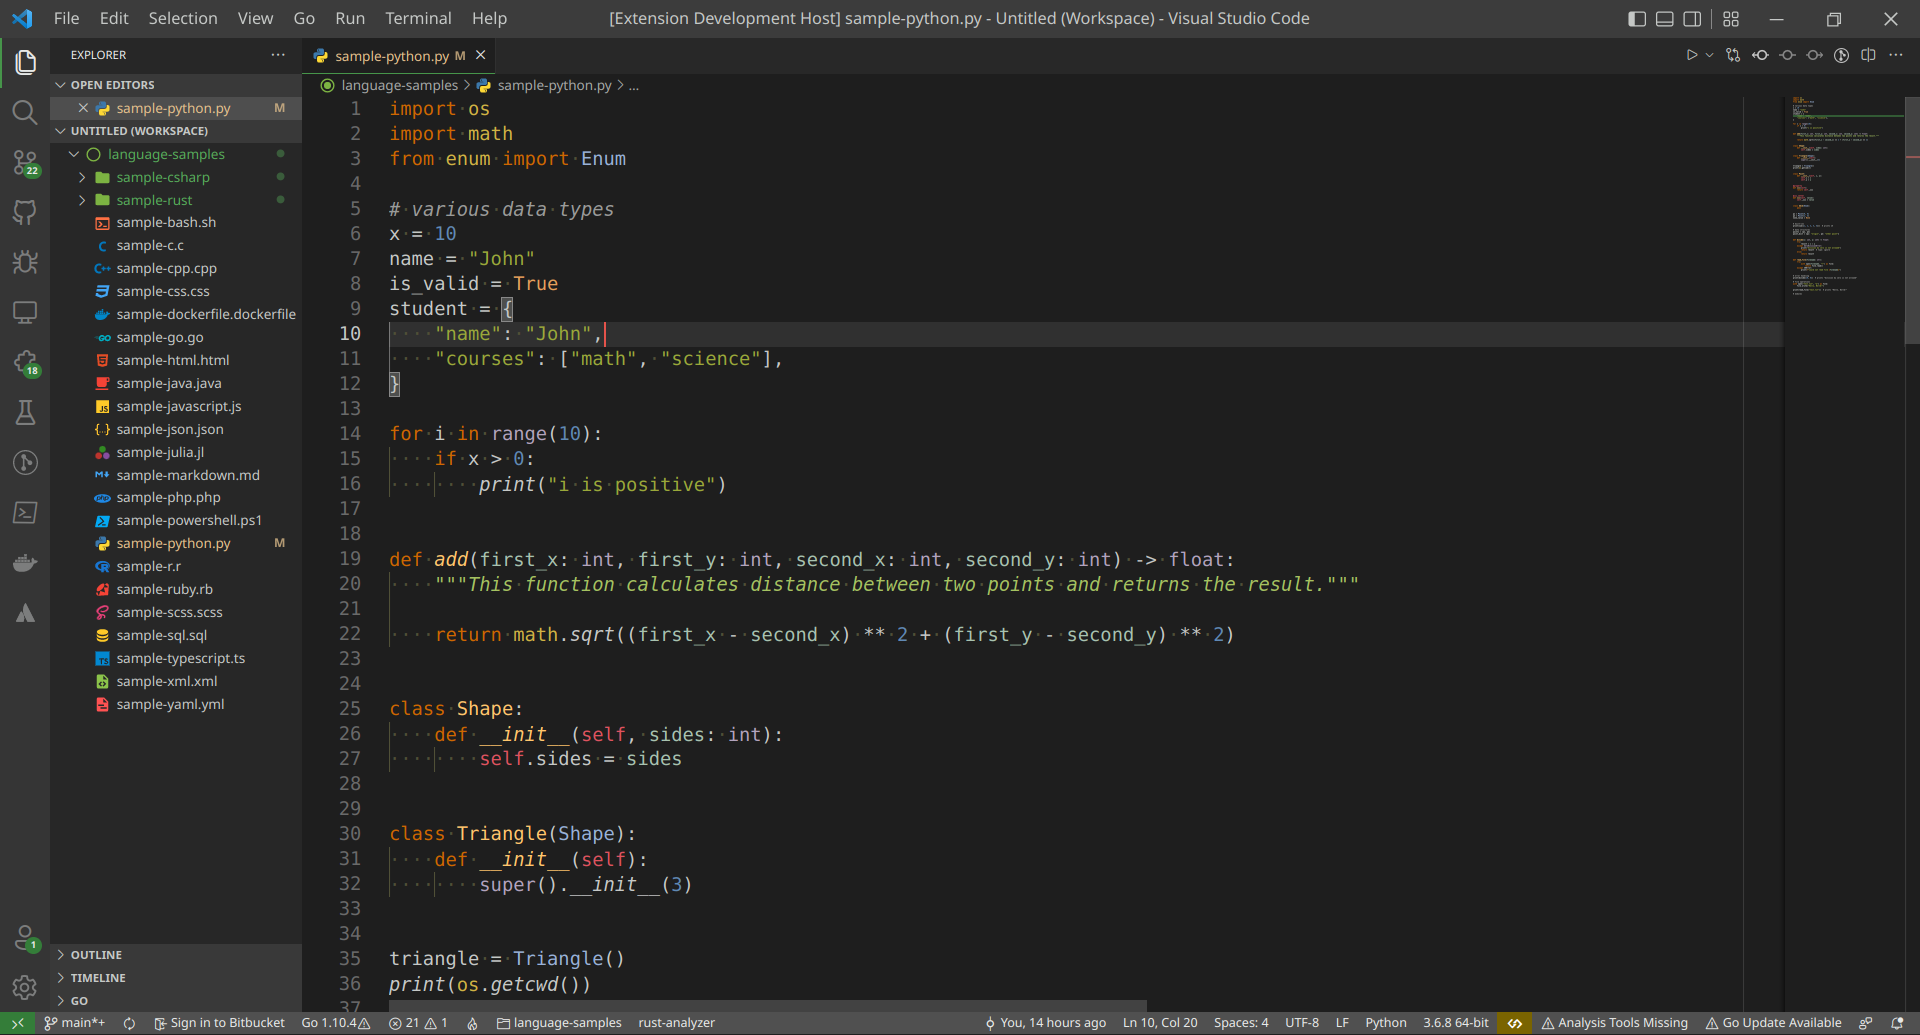 File Edit Selection View Go Run Terminal Help [Extension Development Host] sample-python.py - Untitled (Workspace) - Visual Studio Code
EXPLORER
OPEN EDITORS
sample-python.py M
UNTITLED (WORKSPACE)
language-samples
sample-csharp
sample-rust
sample-bash.sh
sample-c.c
sample-cpp.cpp
sample-css.css
sample-dockerfile.dockerfile
sample-go.go
sample-html.html
sample-java.java
sample-javascript.js
sample-json.json
sample-julia.jl
sample-markdown.md
sample-php.php
sample-powershell.ps1
sample-python.py M
sample-r.r
sample-ruby.rb
sample-scss.scss
sample-sql.sql
sample-typescript.ts
sample-xml.xml
sample-yaml.yml
OUTLINE
TIMELINE
GO
22
18
1
sample-python.py M
language-samples > sample-python.py > ...
1 import os
2 import math
3 from enum import Enum
4
5 # various data types
6 x = 10
7 name = "John"
8 is_valid = True
9 student = {
10 "name": "John",
11 "courses": ["math", "science"],
12 }
13
14 for i in range(10):
15 if x > 0:
16 print("i is positive")
17
18
19 def add(first_x: int, first_y: int, second_x: int, second_y: int) -> float:
20 """This function calculates distance between two points and returns the result."""
21
22 return math.sqrt((first_x - second_x) ** 2 + (first_y - second_y) ** 2)
23
24
25 class Shape:
26 def __init__(self, sides: int):
27 self.sides = sides
28
29
30 class Triangle(Shape):
31 def __init__(self):
32 super().__init__(3)
33
34
35 triangle = Triangle()
36 print(os.getcwd())
37
main*+ Sign in to Bitbucket Go 1.10.4 21 1 language-samples rust-analyzer You, 14 hours ago Ln 10, Col 20 Spaces: 4 UTF-8 LF Python 3.6.8 64-bit Analysis Tools Missing Go Update Available